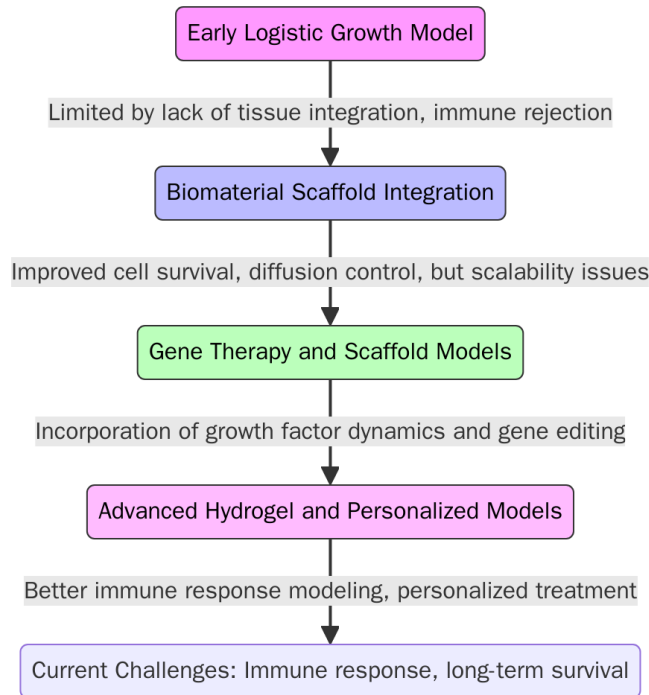 Early Logistic Growth Model
Limited by lack of tissue integration, immune rejection
Biomaterial Scaffold Integration
Improved cell survival, diffusion control, but scalability issues
Gene Therapy and Scaffold Models
Incorporation of growth factor dynamics and gene editing
Advanced Hydrogel and Personalized Models
Better immune response modeling, personalized treatment
Current Challenges: Immune response, long-term survival